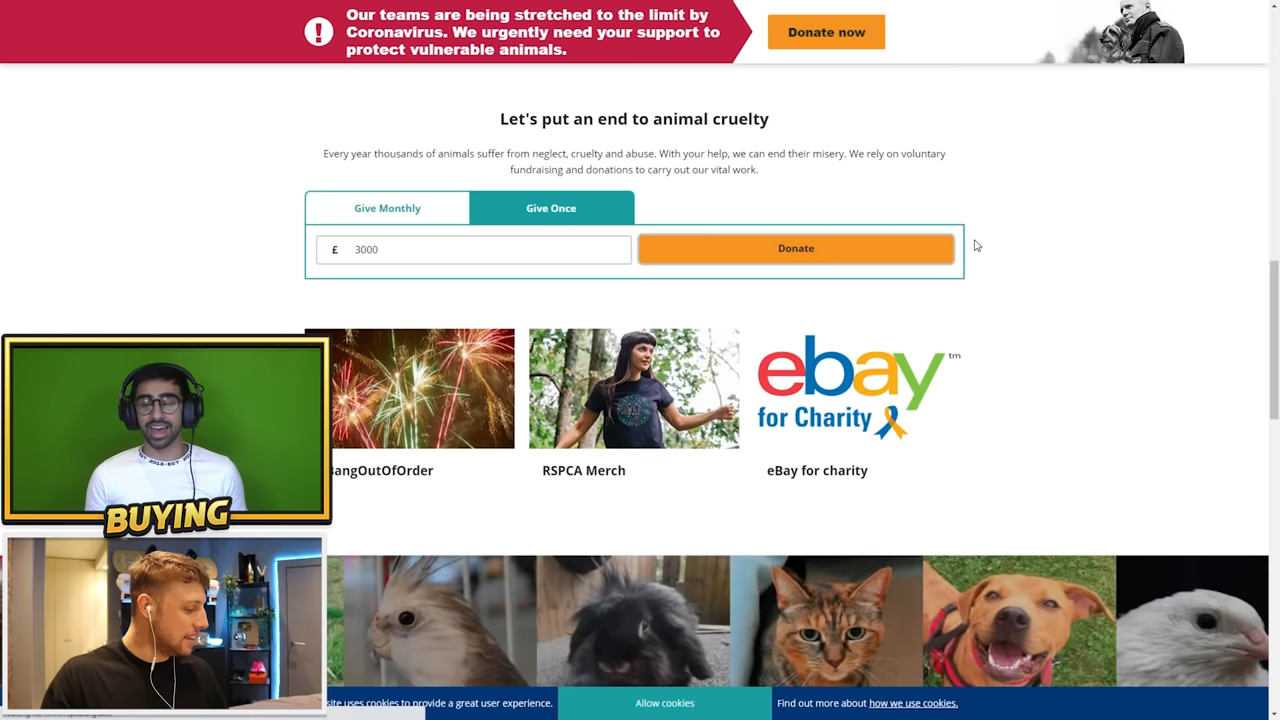 Our teams are being stretched to the limit by
Coronavirus. We urgently need your support to
protect vulnerable animals.
Donate now
Let's put an end to animal cruelty
Every year thousands of animals suffer from neglect, cruelty and abuse. With your help, we can end their misery. We rely on voluntary
fundraising and donations to carry out our vital work.
Give Monthly
Give Once
£ 3000
Donate
ebay™
for Charity
BangOutOfOrder
RSPCA Merch
eBay for charity
BUYING
site uses cookies to provide a great user experience.
Allow cookies
Find out more about how we use cookies.